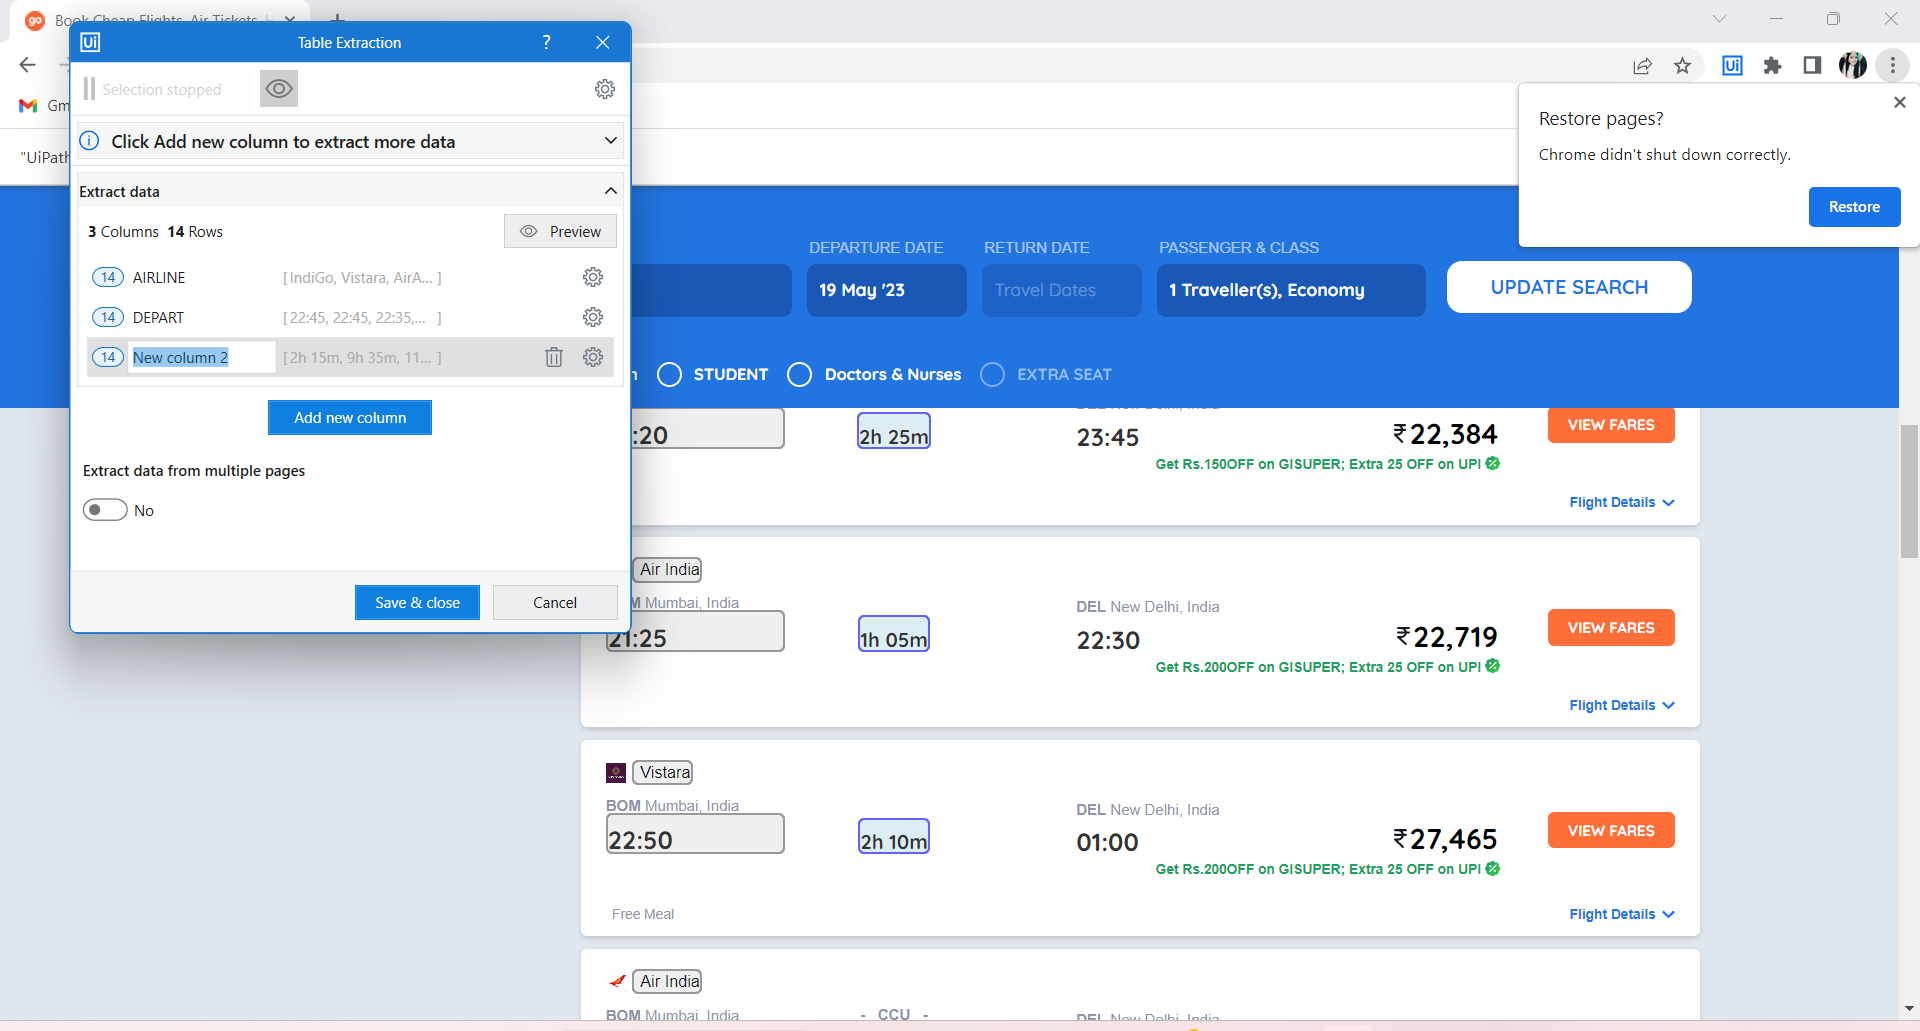 go Book Cheap Flights, Air Tickets
Ui Table Extraction ?
Selection stopped
Gm
Click Add new column to extract more data
"UiPath
Extract data
3 Columns 14 Rows
Preview
14 AIRLINE [ IndiGo, Vistara, AirA... ]
14 DEPART [ 22:45, 22:45, 22:35,... ]
14 New column 2 [ 2h 15m, 9h 35m, 11... ]
Add new column
Extract data from multiple pages
No
Save & close
Cancel
Ui
Restore pages?
Chrome didn't shut down correctly.
Restore
DEPARTURE DATE RETURN DATE PASSENGER & CLASS
19 May '23 Travel Dates 1 Traveller(s), Economy UPDATE SEARCH
n STUDENT Doctors & Nurses EXTRA SEAT
DEL New Delhi, India
:20 2h 25m 23:45 ₹22,384 VIEW FARES
Get Rs.150OFF on GISUPER; Extra 25 OFF on UPI
Flight Details
Air India
M Mumbai, India DEL New Delhi, India
21:25 1h 05m 22:30 ₹22,719 VIEW FARES
Get Rs.200OFF on GISUPER; Extra 25 OFF on UPI
Flight Details
Vistara
BOM Mumbai, India DEL New Delhi, India
22:50 2h 10m 01:00 ₹27,465 VIEW FARES
Get Rs.200OFF on GISUPER; Extra 25 OFF on UPI
Free Meal Flight Details
Air India
BOM Mumbai, India - CCU - DEL New Delhi, India